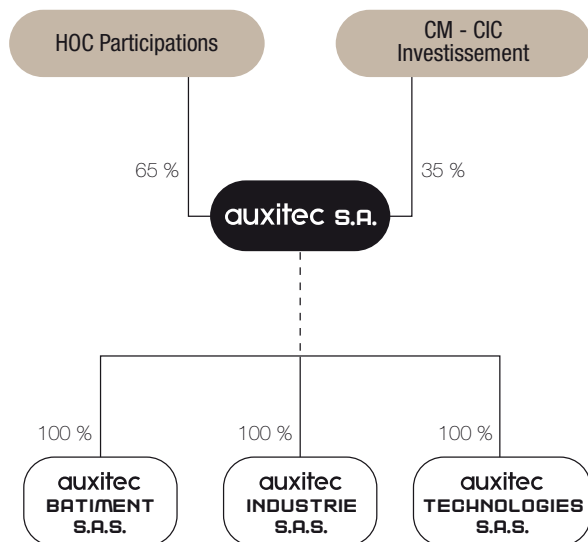 HOC Participations
CM - CIC
Investissement
65 %
35 %
auxitec S.A.
100 %
100 %
100 %
auxitec
BATIMENT
S.A.S.
auxitec
INDUSTRIE
S.A.S.
auxitec
TECHNOLOGIES
S.A.S.